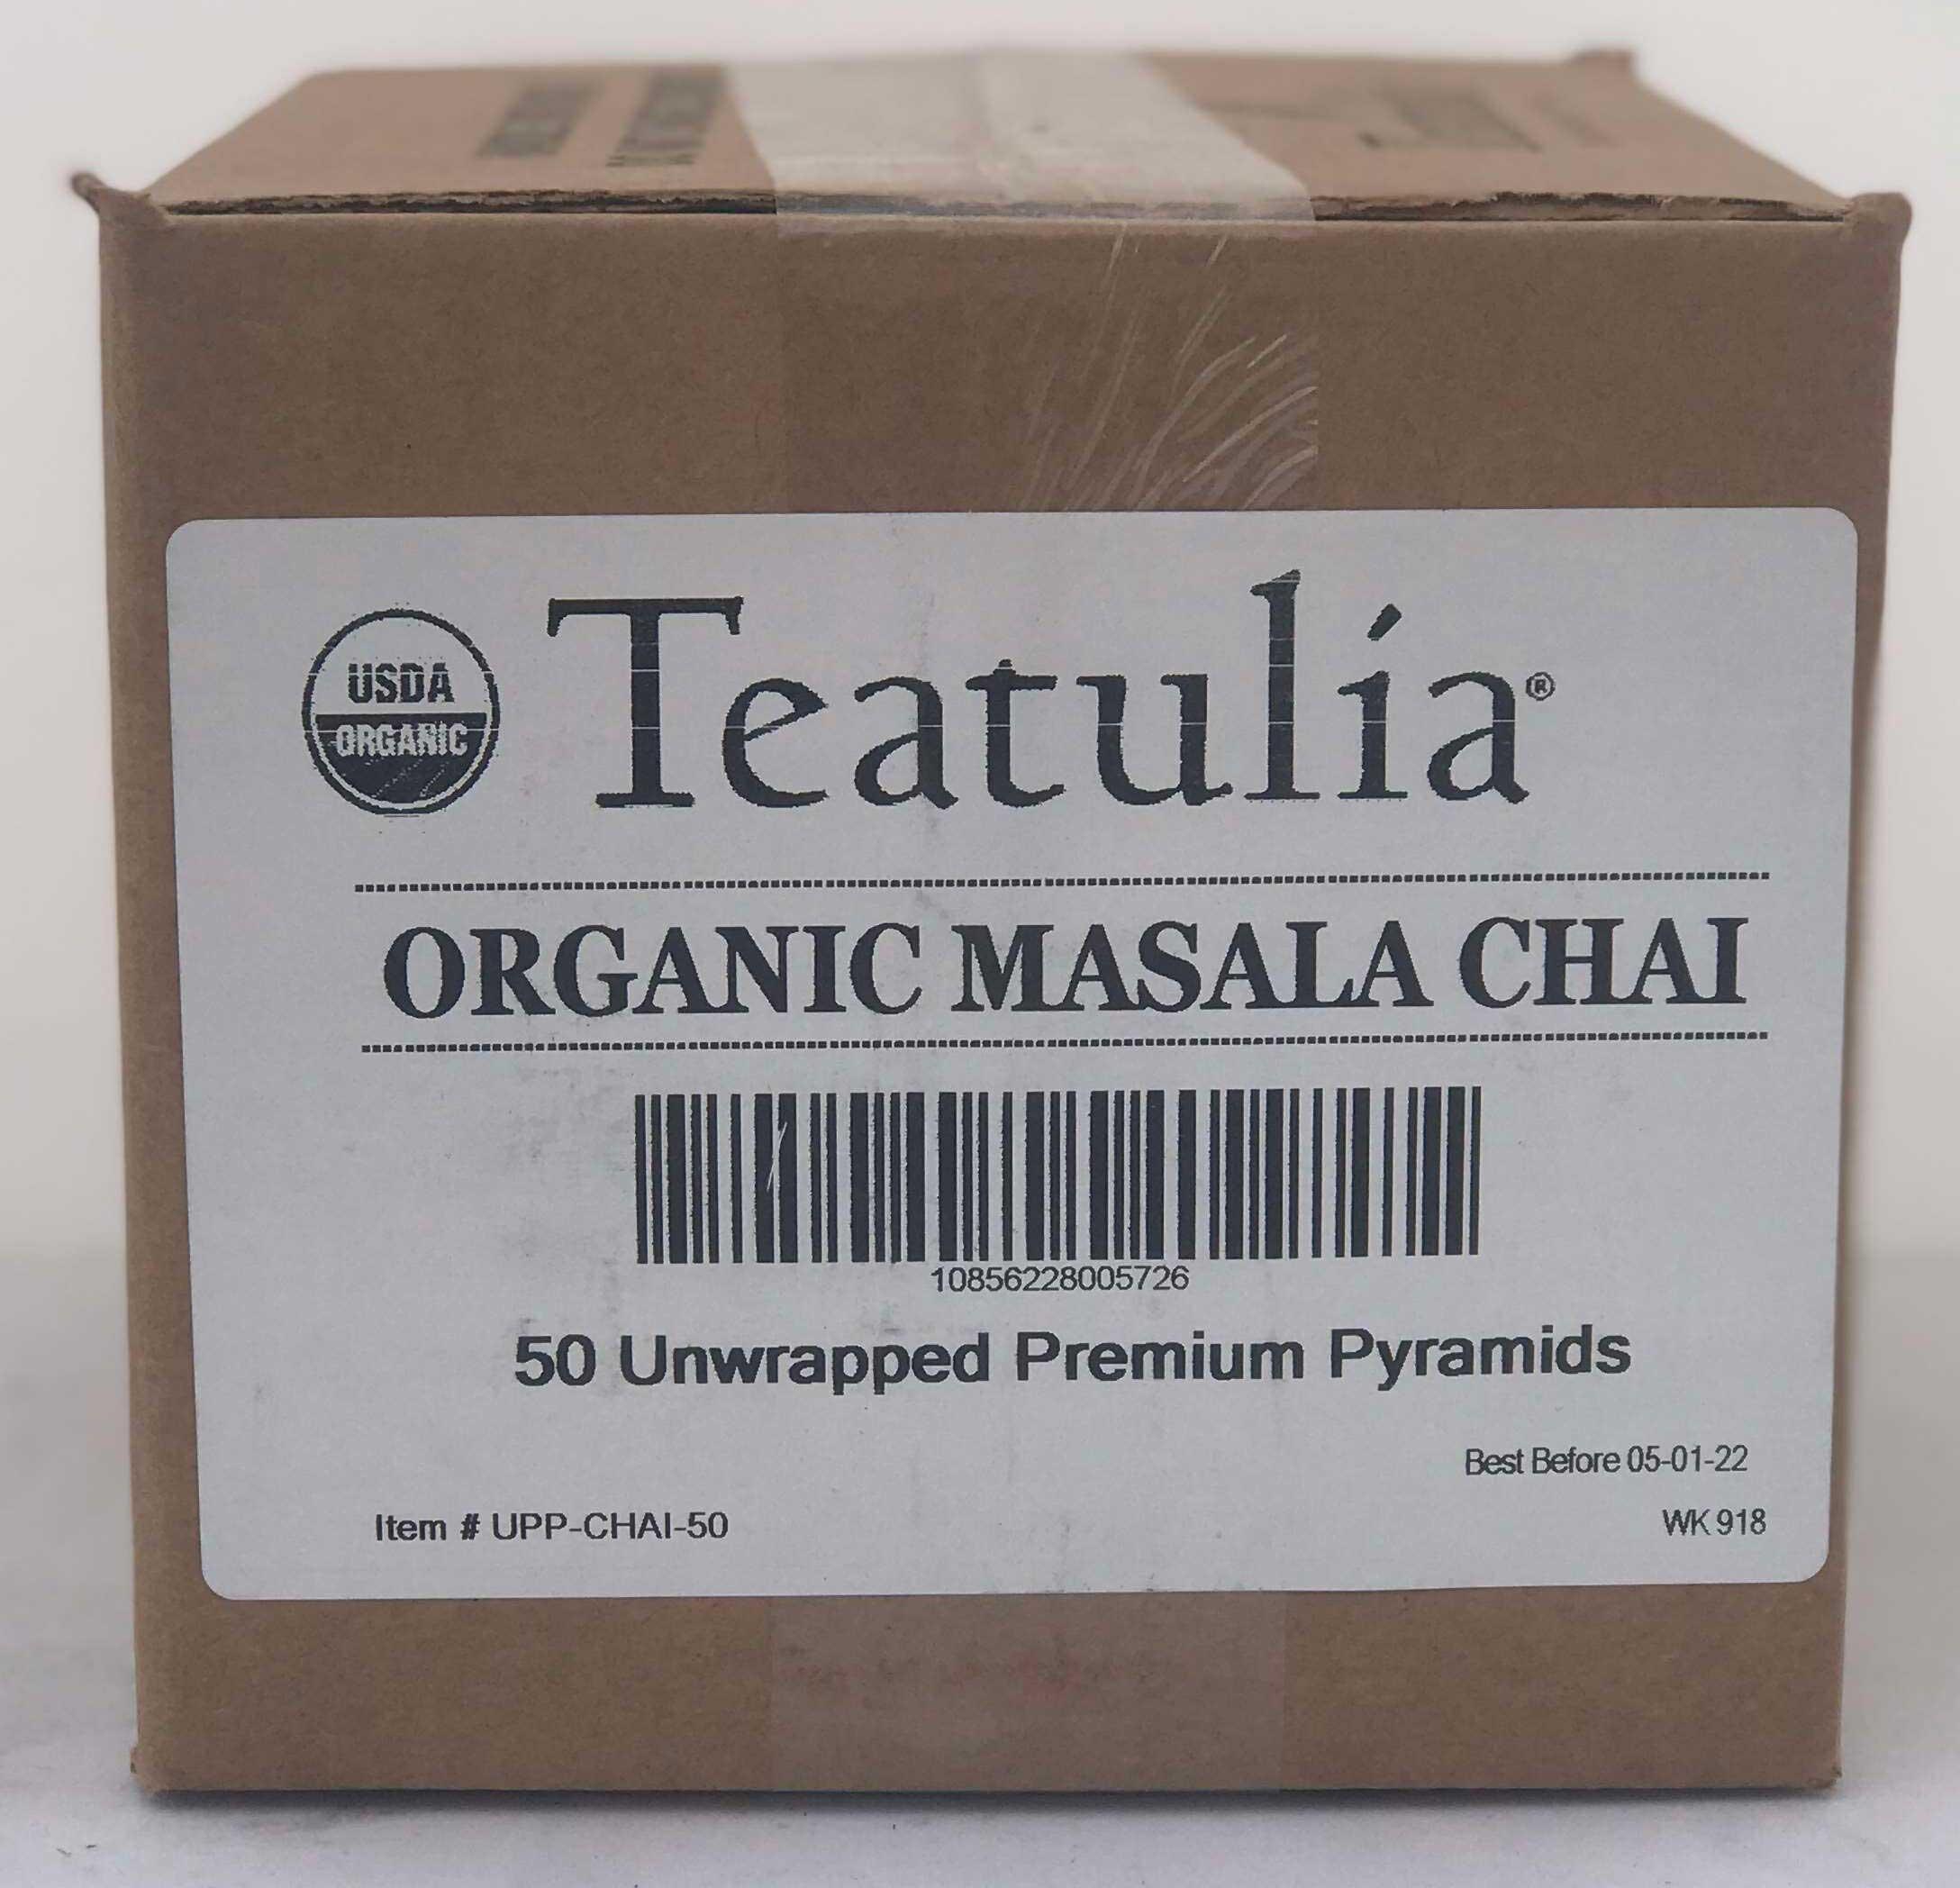 USDA
ORGANIC
Teatulia®
ORGANIC MASALA CHAI
10856228005726
50 Unwrapped Premium Pyramids
Best Before 05-01-22
Item # UPP-CHAI-50
WK 918